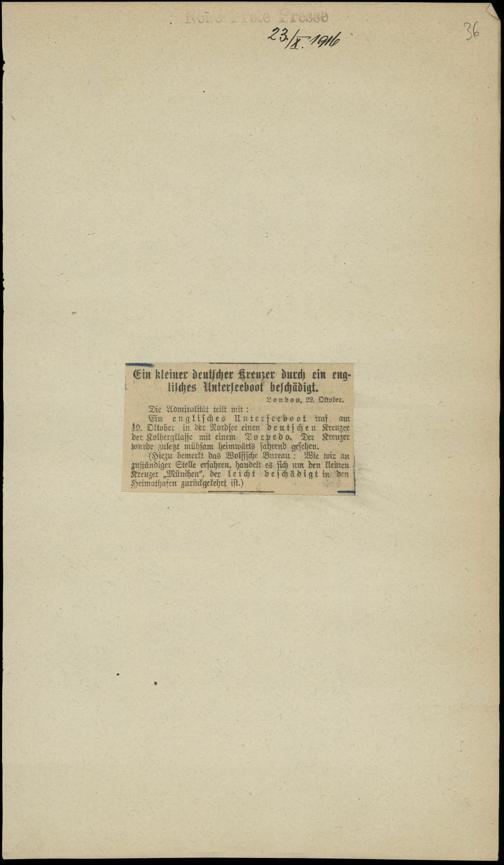 Neue Freie Presse
23./X. 1916
36
Ein kleiner deutscher Kreuzer durch ein eng-
lisches Unterseeboot beschädigt.
London, 22. Oktober.
Die Admiralität teilt mit:
Ein englisches Unterseeboot traf am
19. Oktober in der Nordsee einen deutschen Kreuzer
der Kolbergklasse mit einem Torpedo. Der Kreuzer
wurde zuletzt mühsam heimwärts fahrend gesehen.
(Hiezu bemerkt das Wolffsche Bureau: Wie wir an
zuständiger Stelle erfahren, handelt es sich um den kleinen
Kreuzer „München", der leicht beschädigt in den
Heimathafen zurückgekehrt ist.)